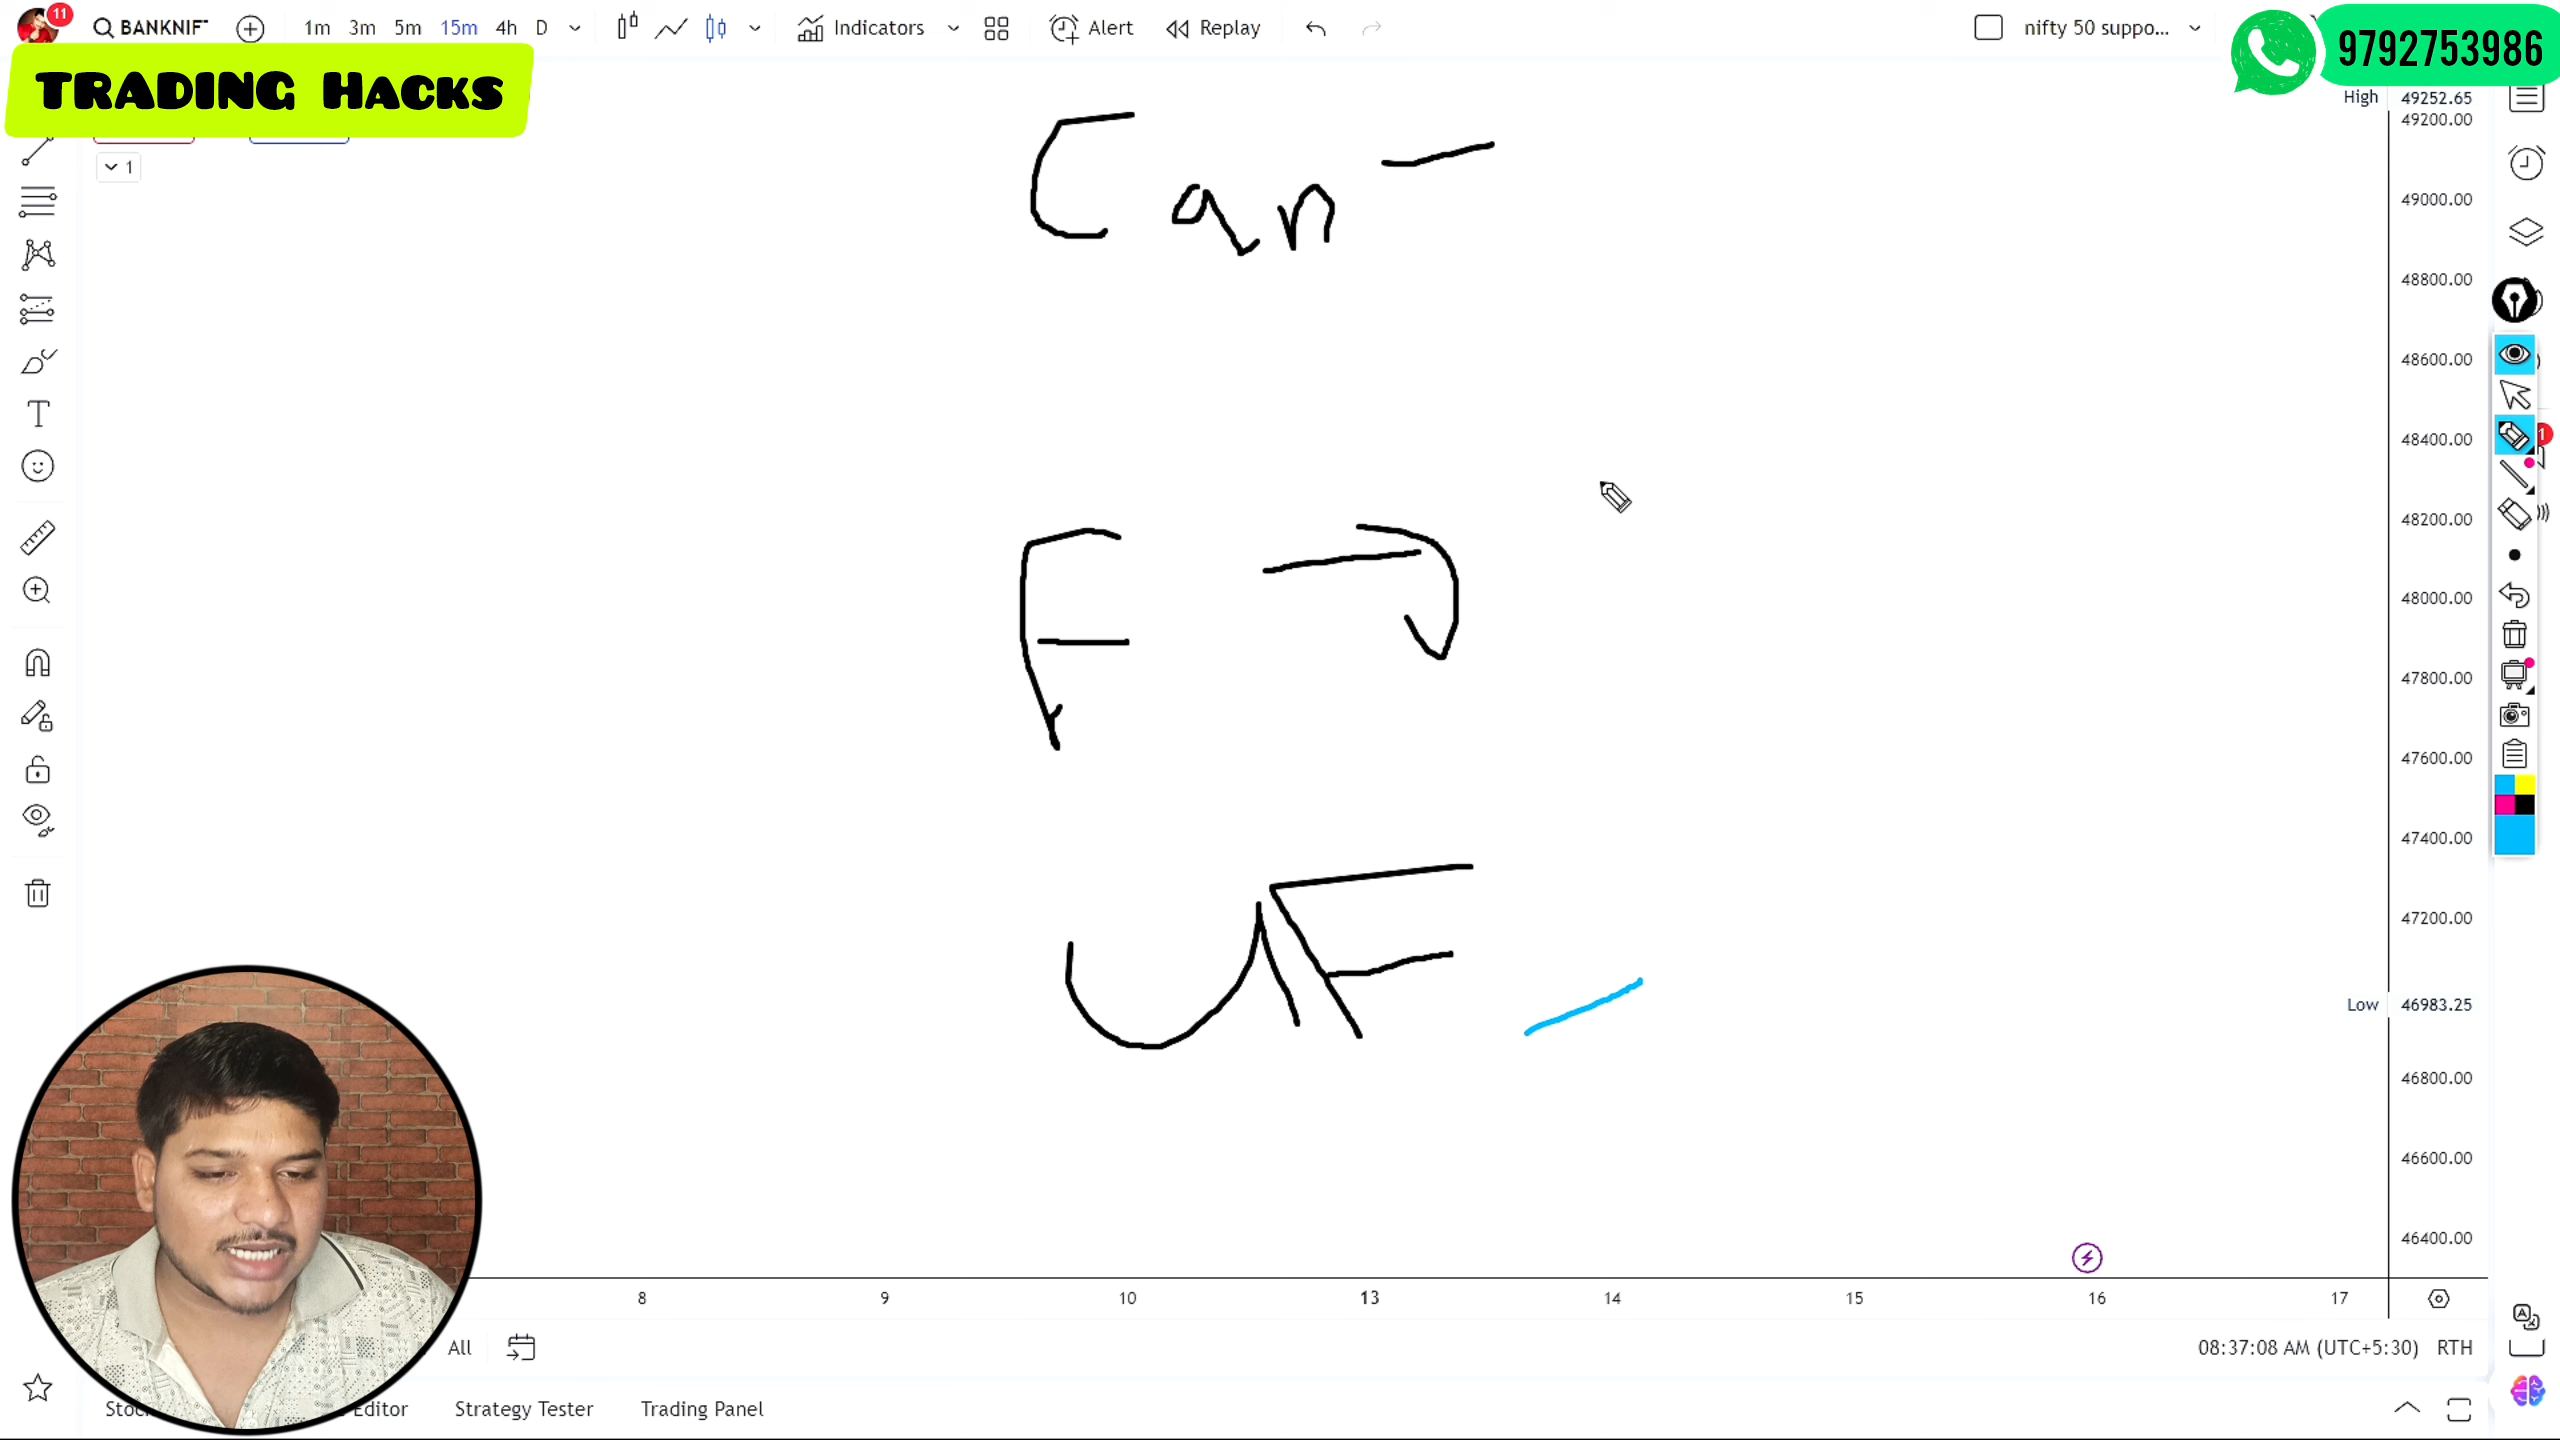 11
BANKNIF
1m 3m 5m 15m 4h D
Indicators
Alert
Replay
nifty 50 suppo...
9792753986
TRADING HACKS
1
High 49252.65
49200.00
49000.00
48800.00
48600.00
48400.00
1
48200.00
48000.00
47800.00
47600.00
47400.00
47200.00
Low 46983.25
46800.00
46600.00
46400.00
Can
F
UF
8 9 10 13 14 15 16 17
All
08:37:08 AM (UTC+5:30) RTH
Editor Strategy Tester Trading Panel